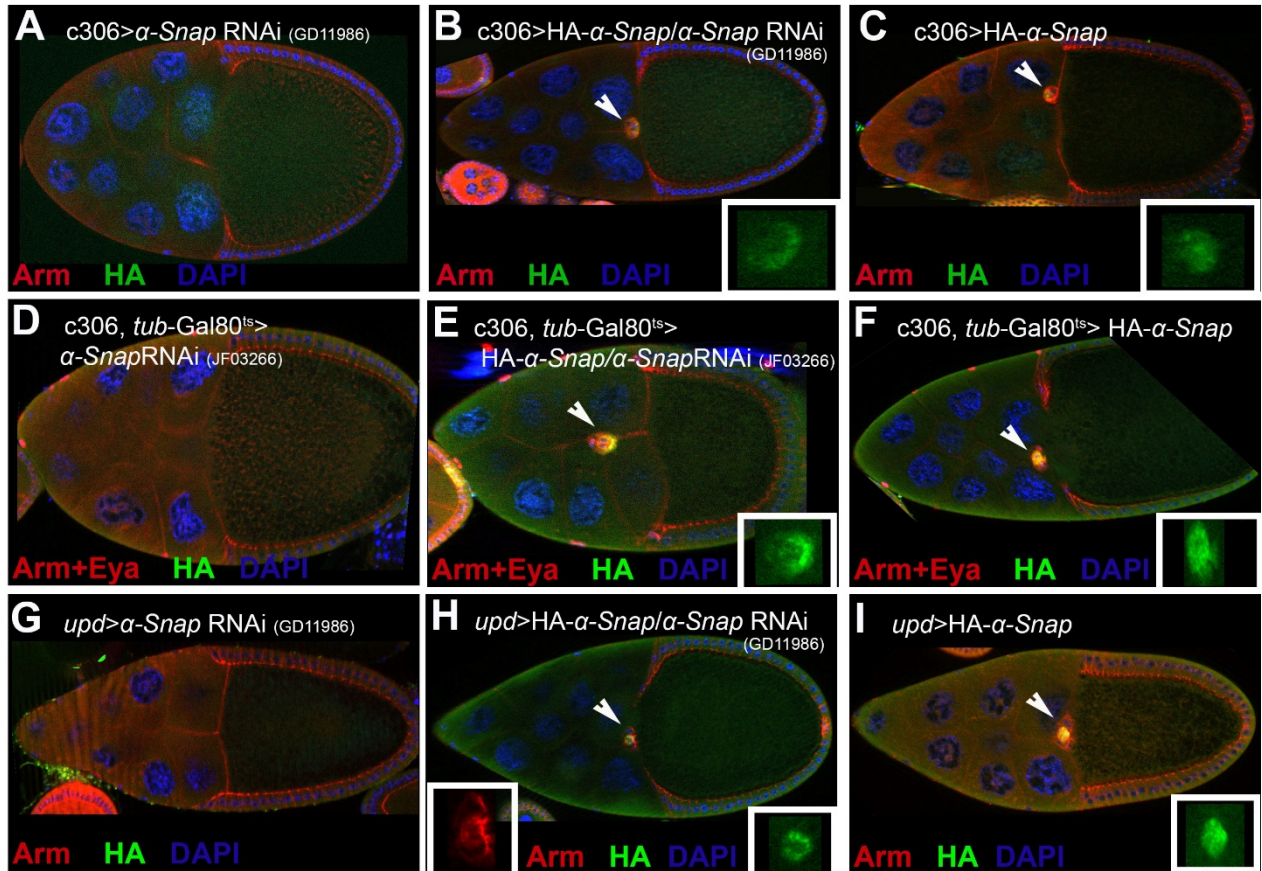 A c306>α-Snap RNAi (GD11986)
Arm HA DAPI
B c306>HA-α-Snap/α-Snap RNAi
(GD11986)
Arm HA DAPI
C c306>HA-α-Snap
Arm HA DAPI
D c306, tub-Gal80ts>
α-SnapRNAi (JF03266)
Arm+Eya HA DAPI
E c306, tub-Gal80ts>
HA-α-Snap/α-SnapRNAi (JF03266)
Arm+Eya HA DAPI
F c306, tub-Gal80ts> HA-α-Snap
Arm+Eya HA DAPI
G upd>α-Snap RNAi (GD11986)
Arm HA DAPI
H upd>HA-α-Snap/α-Snap RNAi
(GD11986)
Arm HA DAPI
I upd>HA-α-Snap
Arm HA DAPI